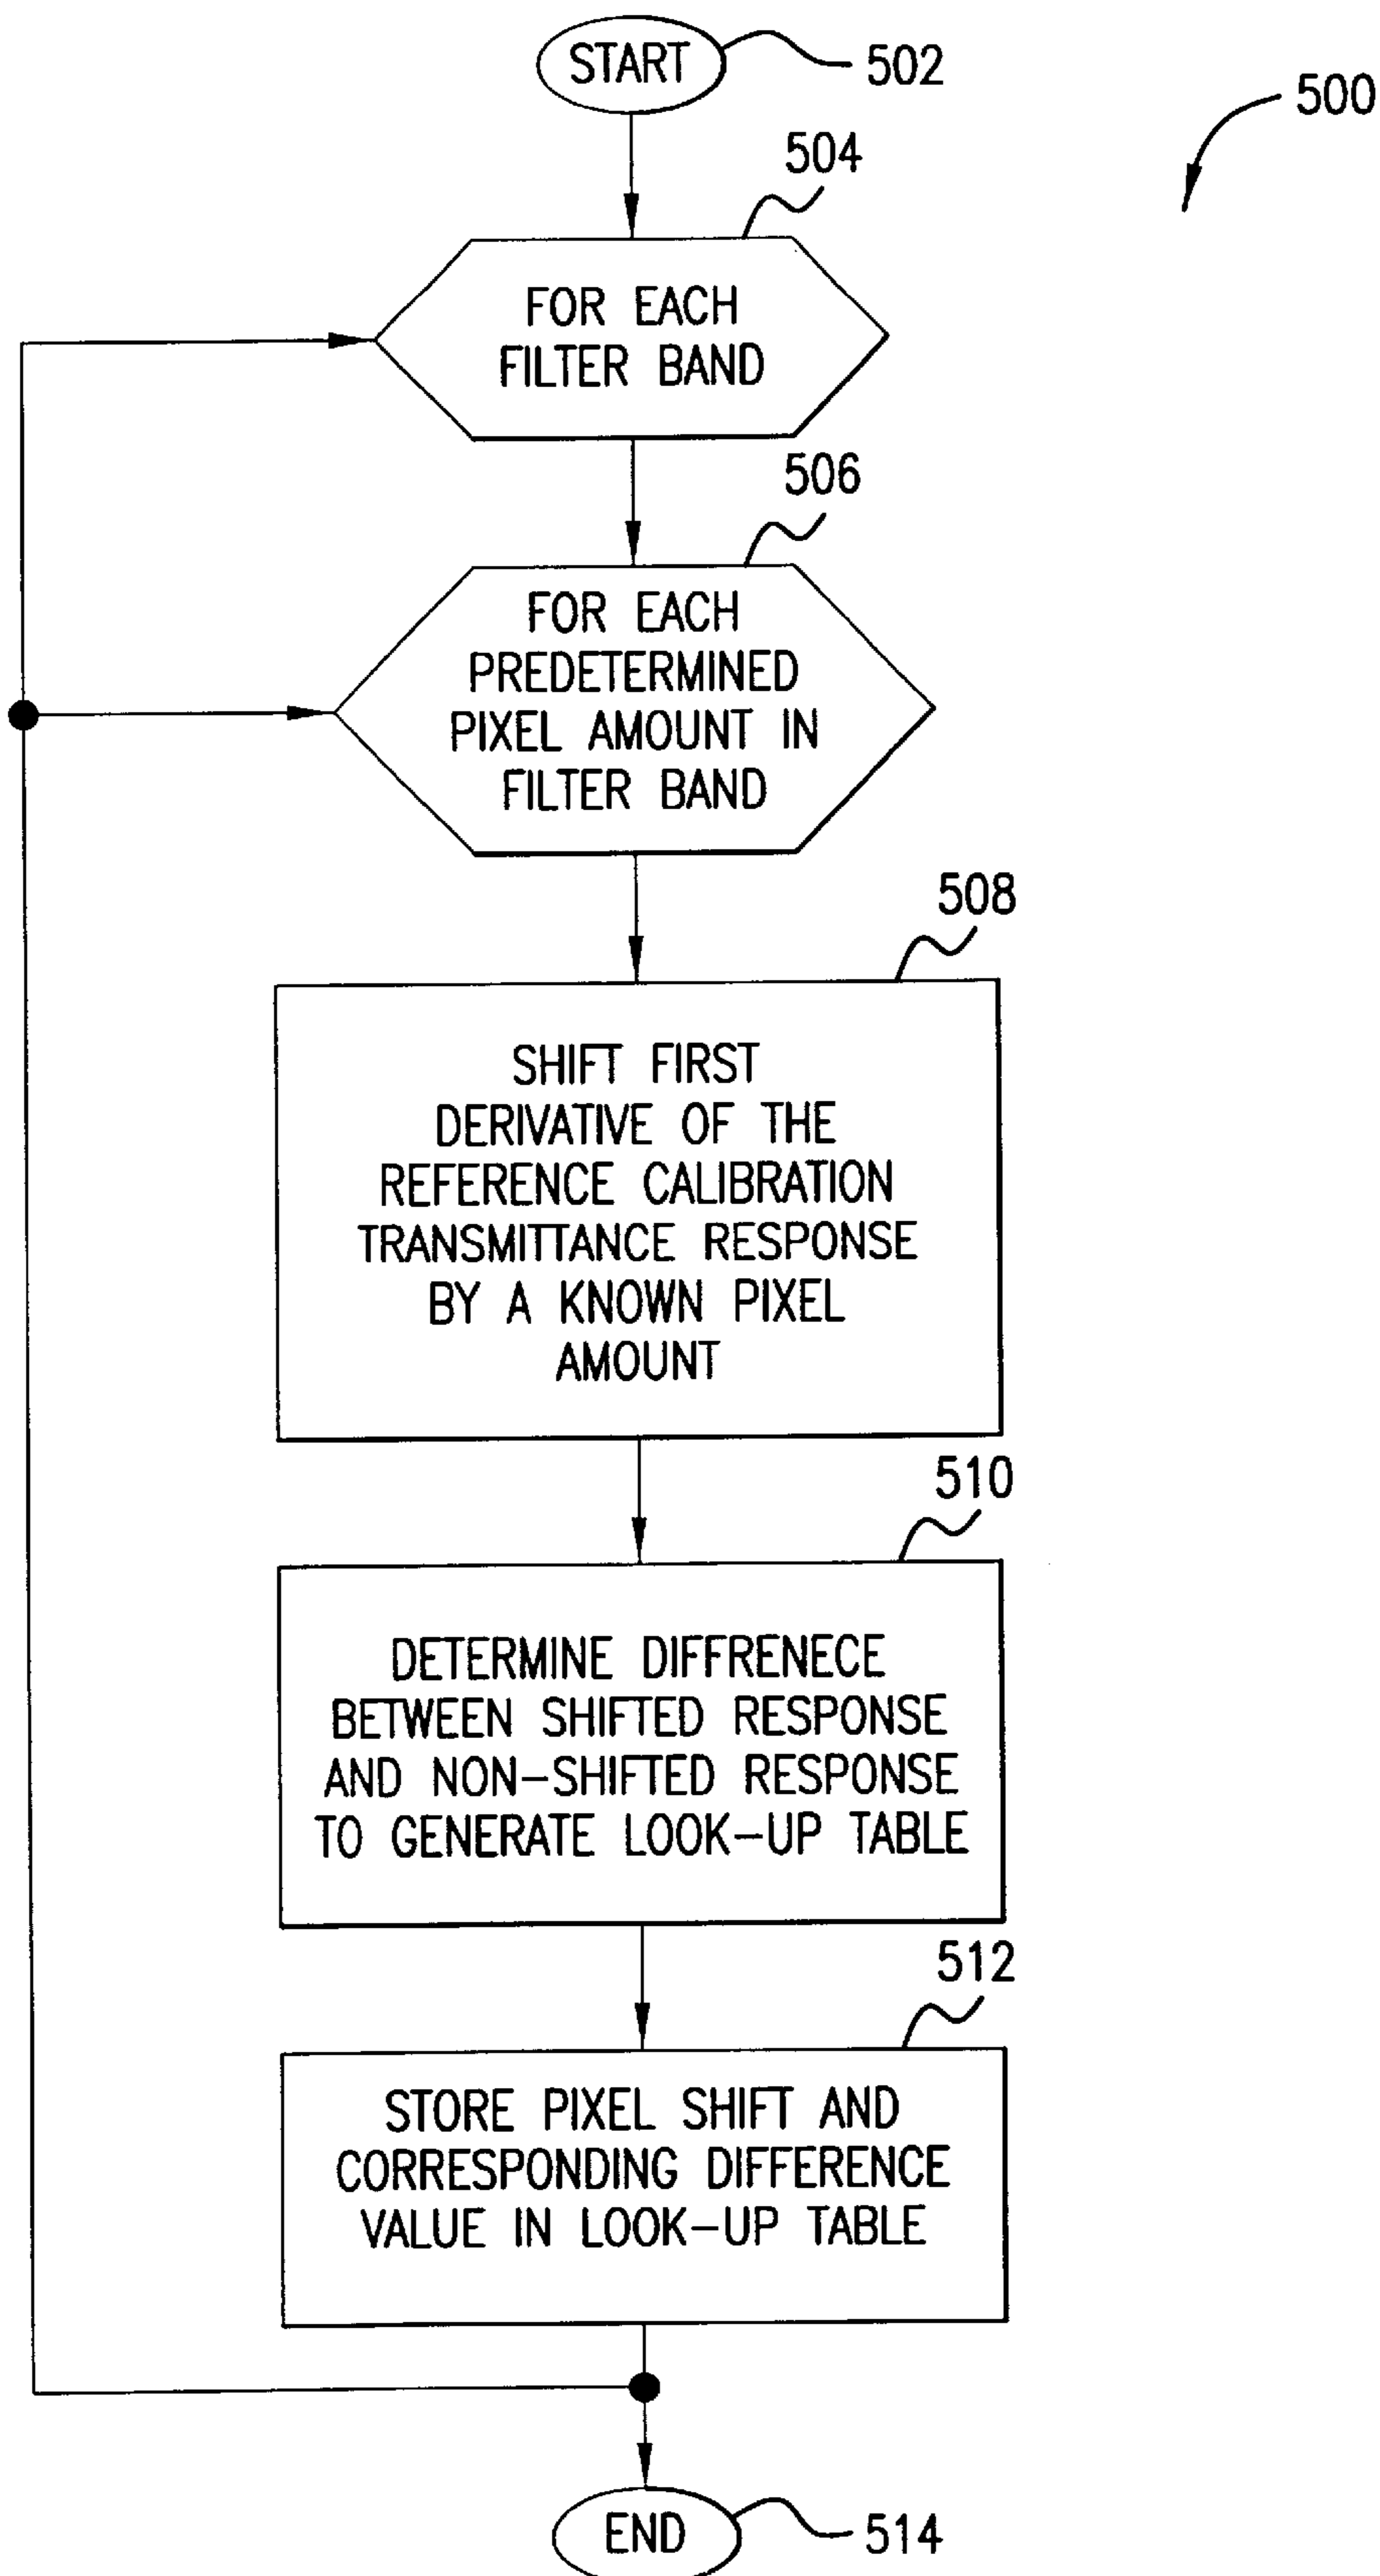 START
502
500
504
FOR EACH
FILTER BAND
506
FOR EACH
PREDETERMINED
PIXEL AMOUNT IN
FILTER BAND
508
SHIFT FIRST
DERIVATIVE OF THE
REFERENCE CALIBRATION
TRANSMITTANCE RESPONSE
BY A KNOWN PIXEL
AMOUNT
510
DETERMINE DIFFRENECE
BETWEEN SHIFTED RESPONSE
AND NON-SHIFTED RESPONSE
TO GENERATE LOOK-UP TABLE
512
STORE PIXEL SHIFT AND
CORRESPONDING DIFFERENCE
VALUE IN LOOK-UP TABLE
END
514